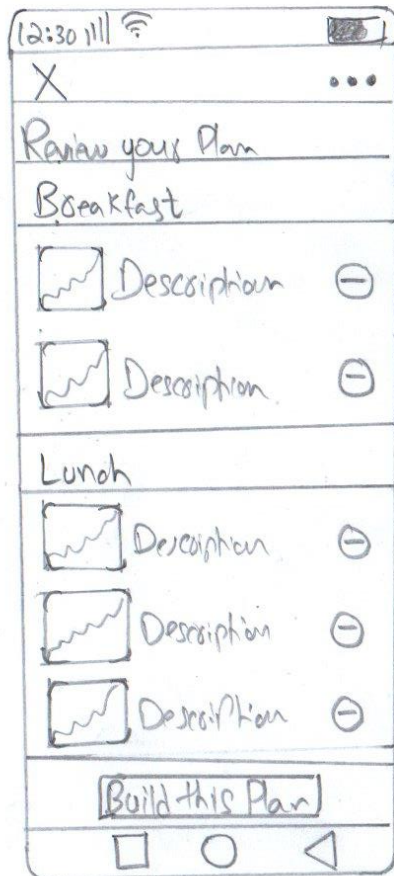 12:30
X
Review your Plan
Breakfast
Description
Description
Lunch
Description
Description
Description
Build this Plan